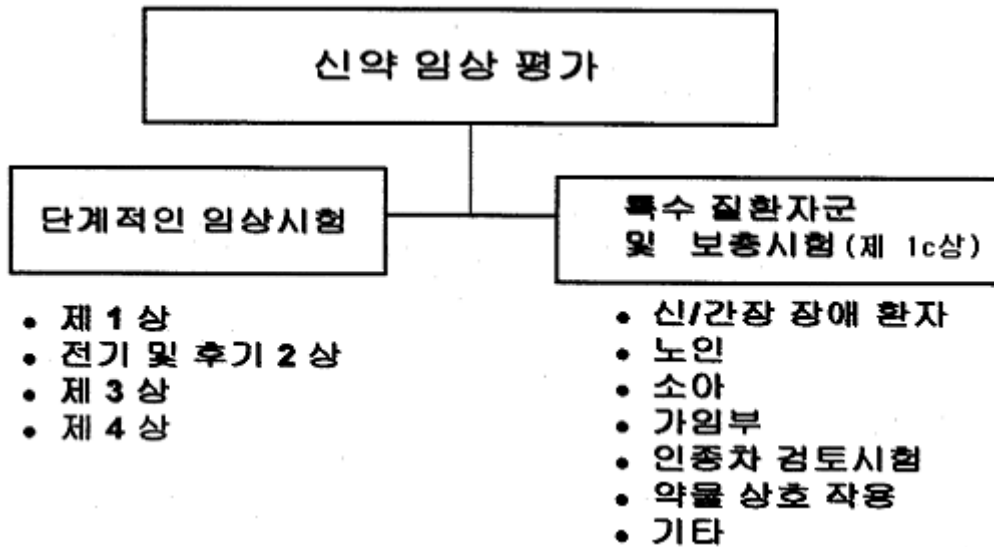 신약 임상 평가
단계적인 임상시험
• 제 1 상
• 전기 및 후기 2 상
• 제 3 상
• 제 4 상
특수 질환자군
및 보충시험 (제 1c상)
• 신/간장 장애 환자
• 노인
• 소아
• 가임부
• 인종차 검토시험
• 약물 상호 작용
• 기타